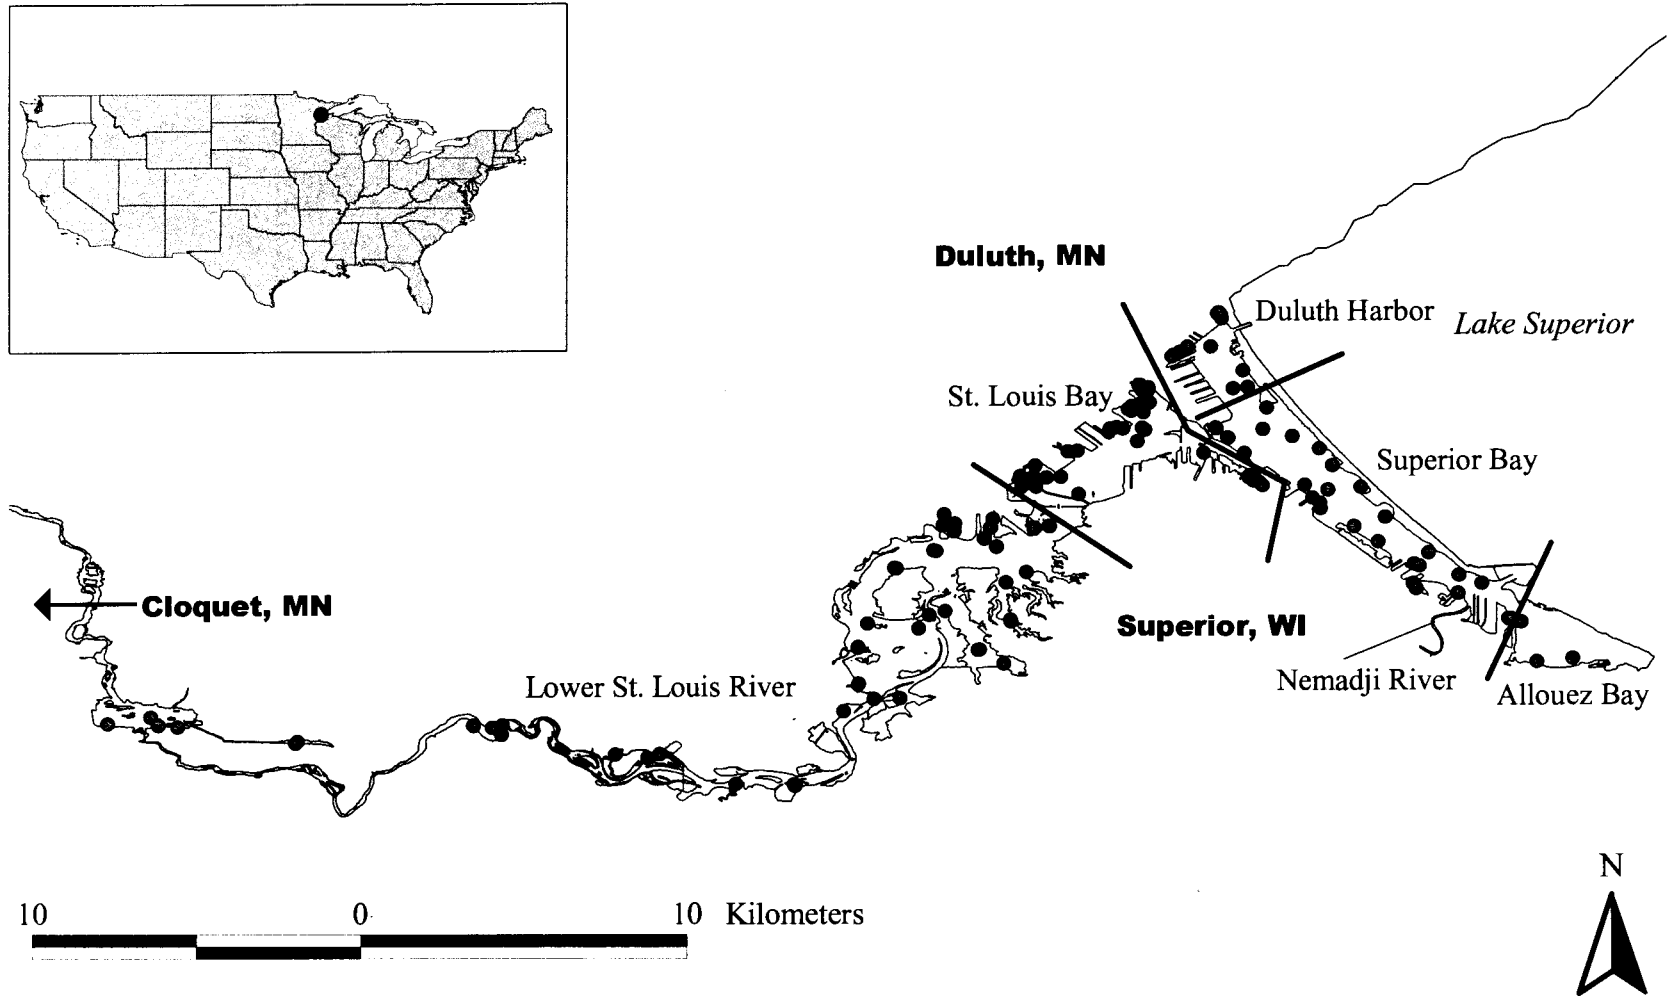 Duluth, MN
Duluth Harbor
Lake Superior
St. Louis Bay
Superior Bay
Cloquet, MN
Superior, WI
Lower St. Louis River
Nemadji River
Allouez Bay
N
10 0 10 Kilometers